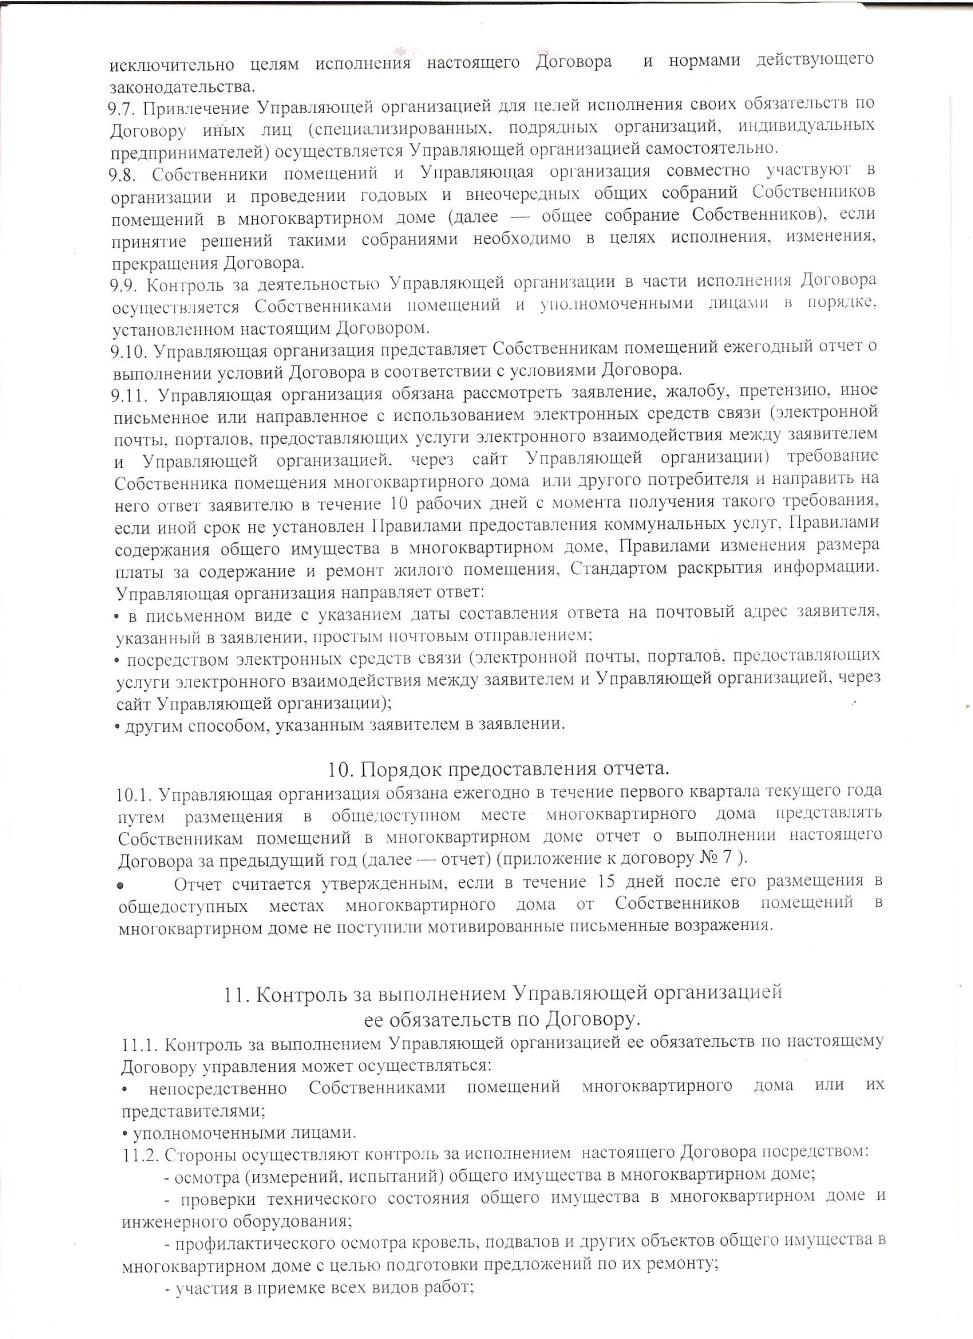 исключительно целям исполнения настоящего Договора и нормами действующего
законодательства.
9.7. Привлечение Управляющей организацией для целей исполнения своих обязательств по
Договору иных лиц (специализированных, подрядных организаций, индивидуальных
предпринимателей) осуществляется Управляющей организацией самостоятельно.
9.8. Собственники помещений и Управляющая организация совместно участвуют в
организации и проведении годовых и внеочередных общих собраний Собственников
помещений в многоквартирном доме (далее — общее собрание Собственников), если
принятие решений такими собраниями необходимо в целях исполнения, изменения,
прекращения Договора.
9.9. Контроль за деятельностью Управляющей организации в части исполнения Договора
осуществляется Собственниками помещений и уполномоченными лицами в порядке,
установленном настоящим Договором.
9.10. Управляющая организация представляет Собственникам помещений ежегодный отчет о
выполнении условий Договора в соответствии с условиями Договора.
9.11. Управляющая организация обязана рассмотреть заявление, жалобу, претензию, иное
письменное или направленное с использованием электронных средств связи (электронной
почты, порталов, предоставляющих услуги электронного взаимодействия между заявителем
и Управляющей организацией, через сайт Управляющей организации) требование
Собственника помещения многоквартирного дома или другого потребителя и направить на
него ответ заявителю в течение 10 рабочих дней с момента получения такого требования,
если иной срок не установлен Правилами предоставления коммунальных услуг, Правилами
содержания общего имущества в многоквартирном доме, Правилами изменения размера
платы за содержание и ремонт жилого помещения, Стандартом раскрытия информации.
Управляющая организация направляет ответ:
• в письменном виде с указанием даты составления ответа на почтовый адрес заявителя,
указанный в заявлении, простым почтовым отправлением;
• посредством электронных средств связи (электронной почты, порталов, предоставляющих
услуги электронного взаимодействия между заявителем и Управляющей организацией, через
сайт Управляющей организации);
• другим способом, указанным заявителем в заявлении.
10. Порядок предоставления отчета.
10.1. Управляющая организация обязана ежегодно в течение первого квартала текущего года
путем размещения в общедоступном месте многоквартирного дома представлять
Собственникам помещений в многоквартирном доме отчет о выполнении настоящего
Договора за предыдущий год (далее — отчет) (приложение к договору № 7 ).
• Отчет считается утвержденным, если в течение 15 дней после его размещения в
общедоступных местах многоквартирного дома от Собственников помещений в
многоквартирном доме не поступили мотивированные письменные возражения.
11. Контроль за выполнением Управляющей организацией
ее обязательств по Договору.
11.1. Контроль за выполнением Управляющей организацией ее обязательств по настоящему
Договору управления может осуществляться:
• непосредственно Собственниками помещений многоквартирного дома или их
представителями;
• уполномоченными лицами.
11.2. Стороны осуществляют контроль за исполнением настоящего Договора посредством:
- осмотра (измерений, испытаний) общего имущества в многоквартирном доме;
- проверки технического состояния общего имущества в многоквартирном доме и
инженерного оборудования;
- профилактического осмотра кровель, подвалов и других объектов общего имущества в
многоквартирном доме с целью подготовки предложений по их ремонту;
- участия в приемке всех видов работ;